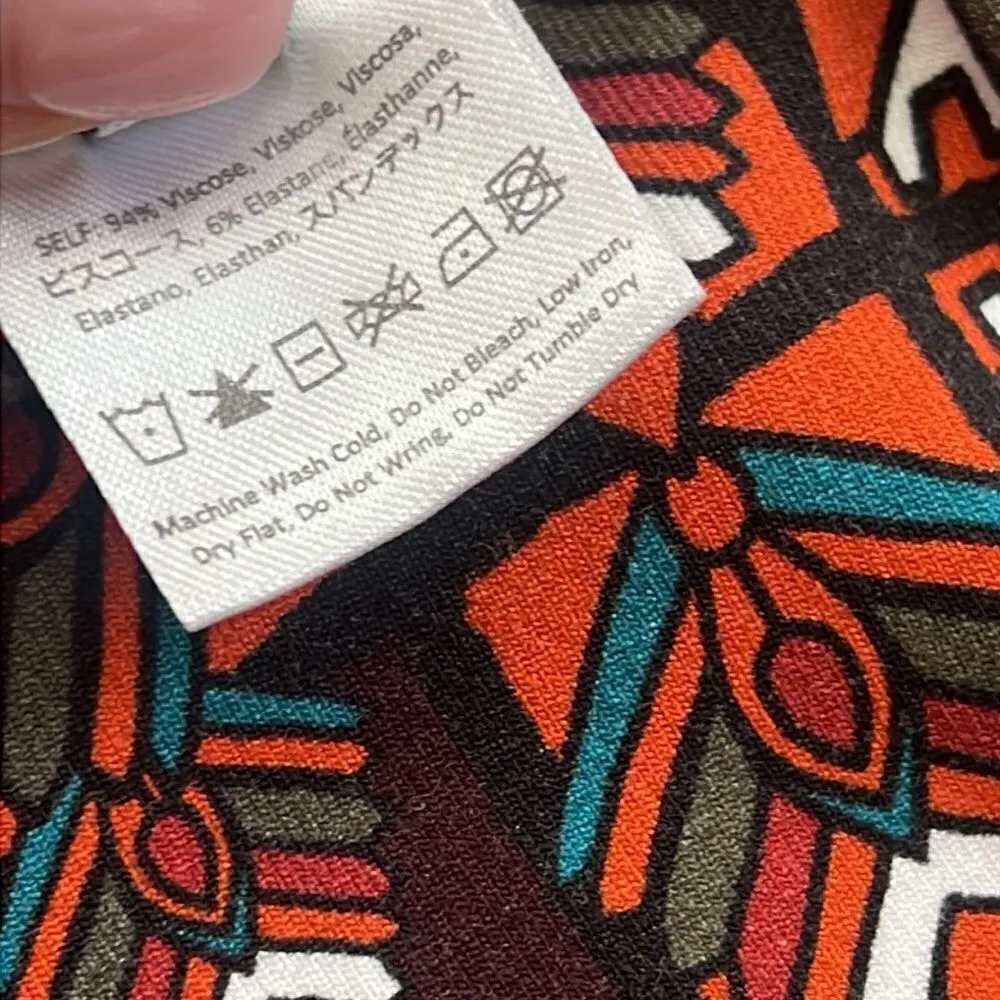 SELF: 94% Viscose, Viskose, Viscosa,
ビスコース, 6% Elastane, Élasthanne,
Elastano, Elasthan, スパンデックス
Machine Wash Cold, Do Not Bleach, Low Iron,
Dry Flat, Do Not Wring, Do Not Tumble Dry